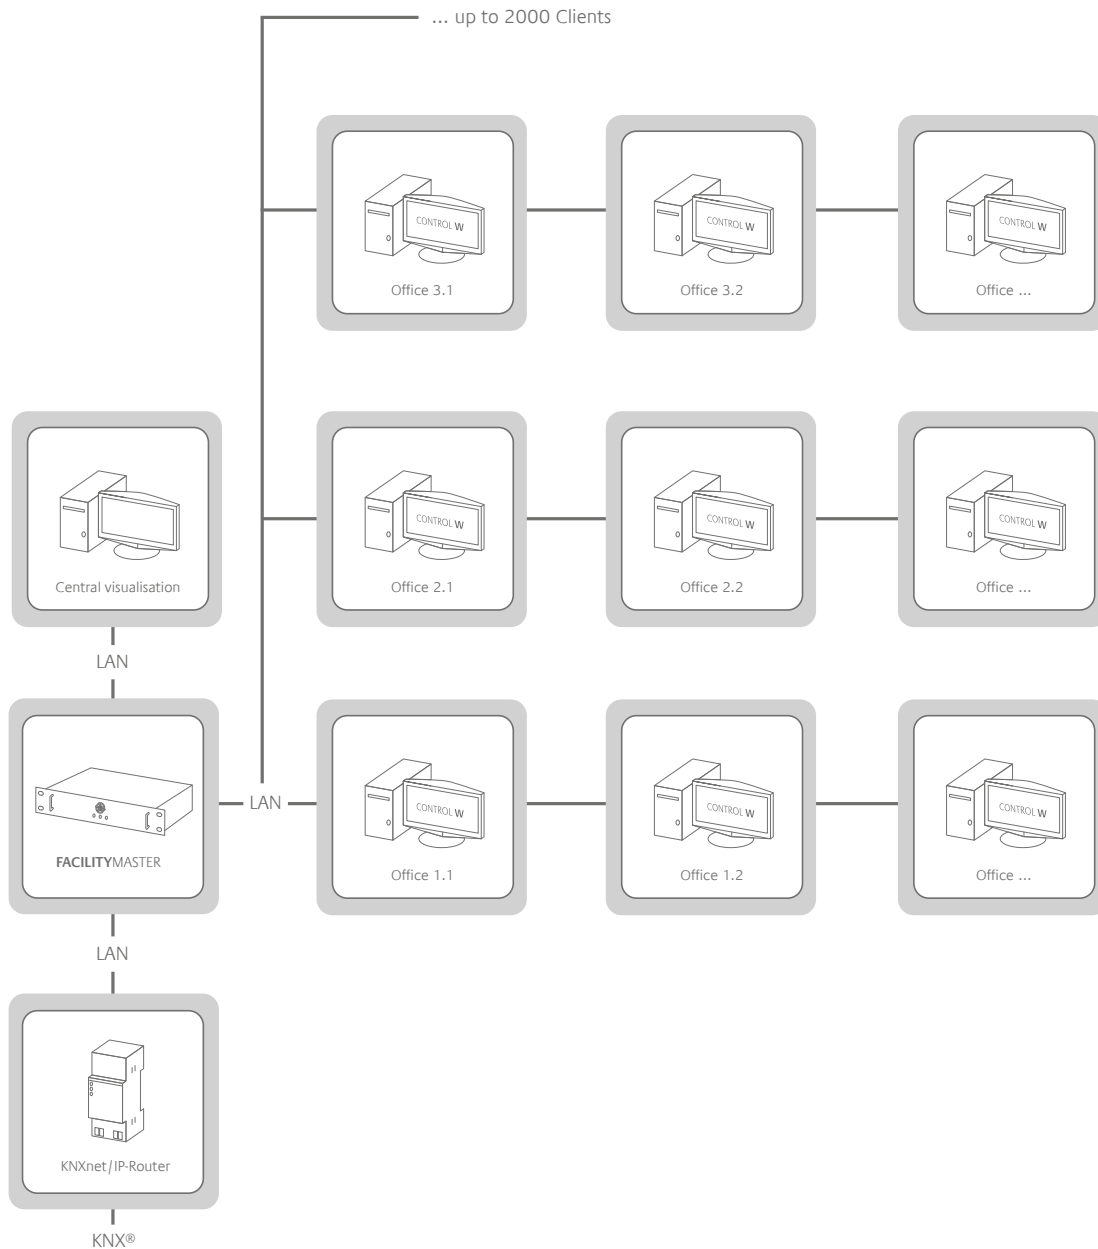 ... up to 2000 Clients
CONTROL W
CONTROL W
CONTROL W
Office 3.1
Office 3.2
Office ...
CONTROL W
CONTROL W
CONTROL W
Central visualisation
Office 2.1
Office 2.2
Office ...
LAN
CONTROL W
CONTROL W
CONTROL W
LAN
FACILITYMASTER
Office 1.1
Office 1.2
Office ...
LAN
KNXnet/IP-Router
KNX®